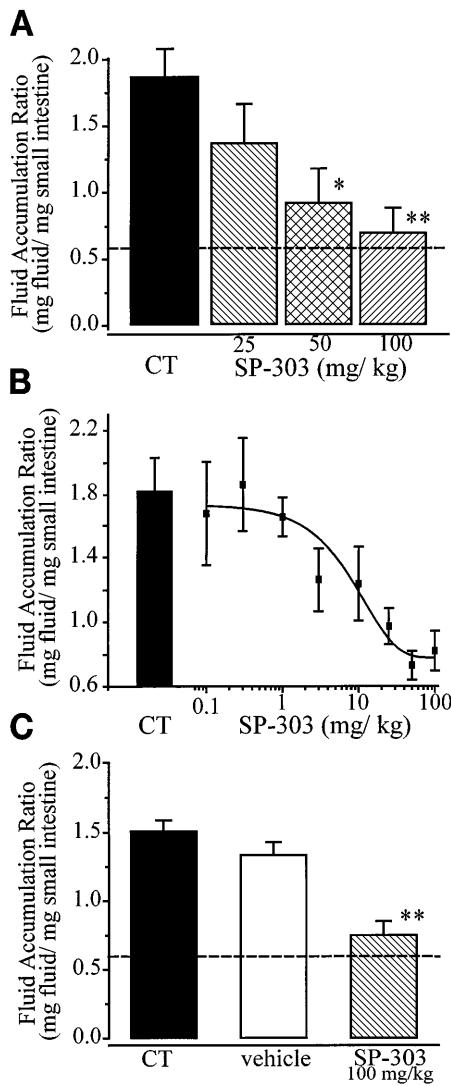 A
Fluid Accumulation Ratio
(mg fluid/ mg small intestine)
2.0
1.5
1.0
0.5
0.0
*
**
25 50 100
CT SP-303 (mg/ kg)
B
Fluid Accumulation Ratio
(mg fluid/ mg small intestine)
2.2
1.8
1.4
1.0
0.6
0.1 1 10 100
CT SP-303 (mg/ kg)
C
Fluid Accumulation Ratio
(mg fluid/ mg small intestine)
2.0
1.5
1.0
0.5
0.0
**
CT vehicle SP-303
100 mg/kg